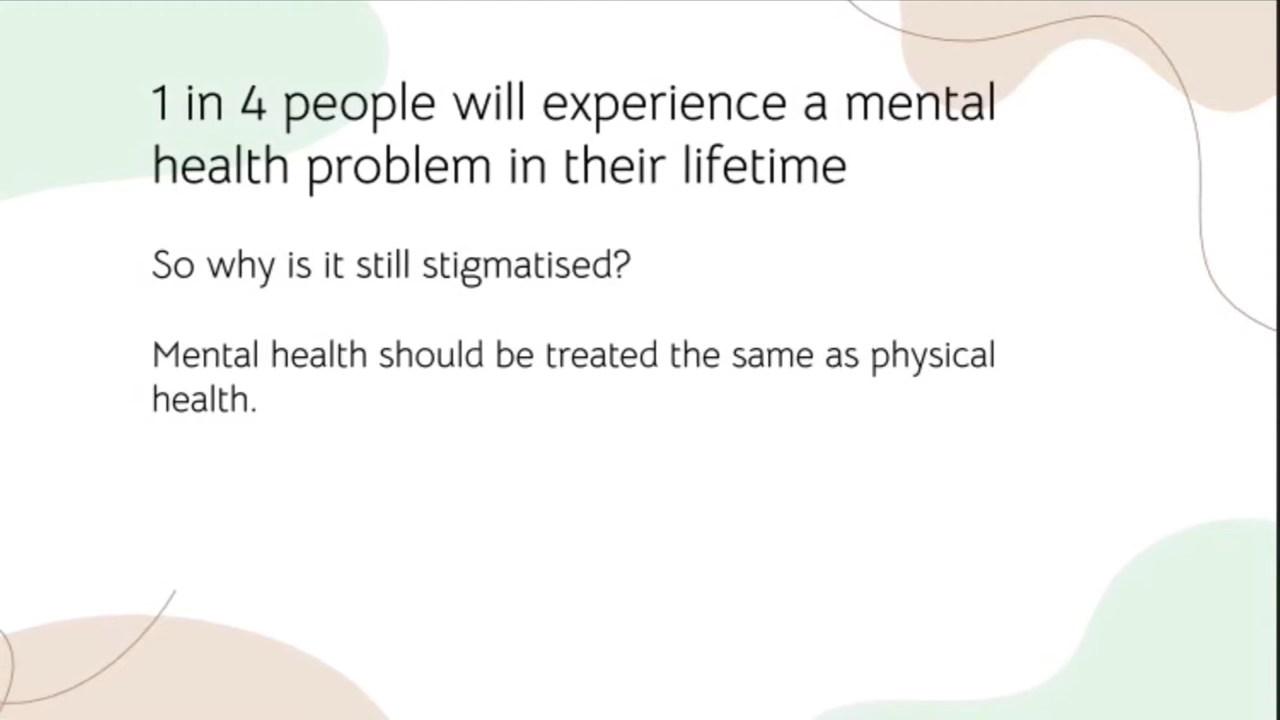 1 in 4 people will experience a mental
health problem in their lifetime
So why is it still stigmatised?
Mental health should be treated the same as physical
health.